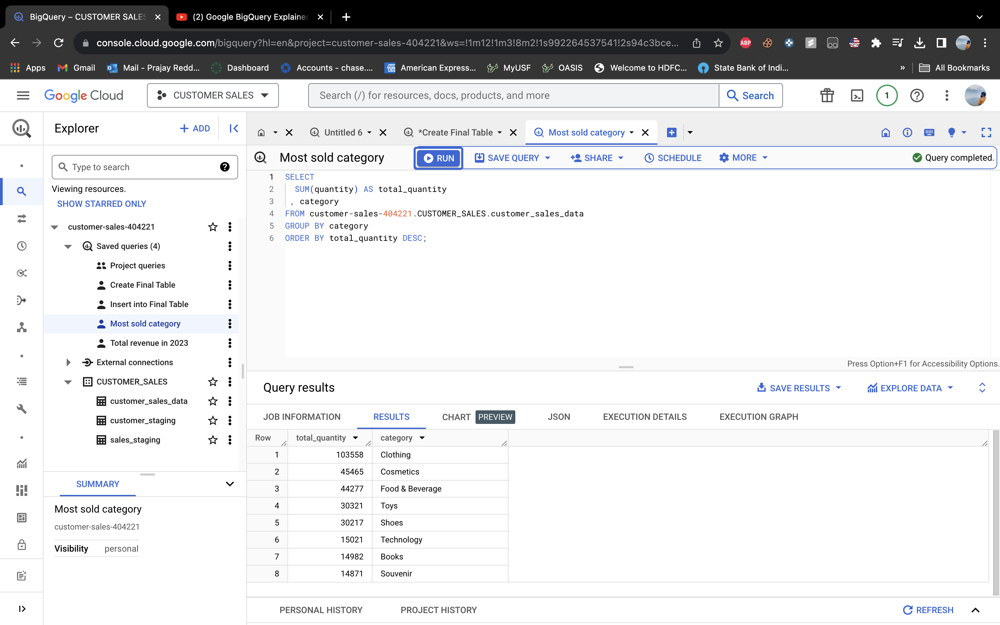 BigQuery – CUSTOMER SALES
(2) Google BigQuery Explained
console.cloud.google.com/bigquery?hl=en&project=customer-sales-404221&ws=!1m12!1m3!8m2!1s992264537541!2s94c3bce...
ABP
Apps
Gmail
Mail - Prajay Redd...
Dashboard
Accounts - chase....
AM EX
American Express...
MyUSF
OASIS
Welcome to HDFC...
State Bank of Indi...
»
All Bookmarks
Google Cloud
CUSTOMER SALES
Search (/) for resources, docs, products, and more
Search
1
Explorer
+ ADD
Untitled 6
*Create Final Table
Most sold category
Type to search
Viewing resources.
SHOW STARRED ONLY
customer-sales-404221
Saved queries (4)
Project queries
Create Final Table
Insert into Final Table
Most sold category
Total revenue in 2023
External connections
CUSTOMER_SALES
customer_sales_data
customer_staging
sales_staging
SUMMARY
Most sold category
customer-sales-404221
Visibility personal
Most sold category
RUN
SAVE QUERY
SHARE
SCHEDULE
MORE
Query completed.
1 SELECT
2 SUM(quantity) AS total_quantity
3 , category
4 FROM customer-sales-404221.CUSTOMER_SALES.customer_sales_data
5 GROUP BY category
6 ORDER BY total_quantity DESC;
Press Option+F1 for Accessibility Options.
Query results
SAVE RESULTS
EXPLORE DATA
JOB INFORMATION
RESULTS
CHART PREVIEW
JSON
EXECUTION DETAILS
EXECUTION GRAPH
Row total_quantity category
1 103558 Clothing
2 45465 Cosmetics
3 44277 Food & Beverage
4 30321 Toys
5 30217 Shoes
6 15021 Technology
7 14982 Books
8 14871 Souvenir
PERSONAL HISTORY
PROJECT HISTORY
REFRESH